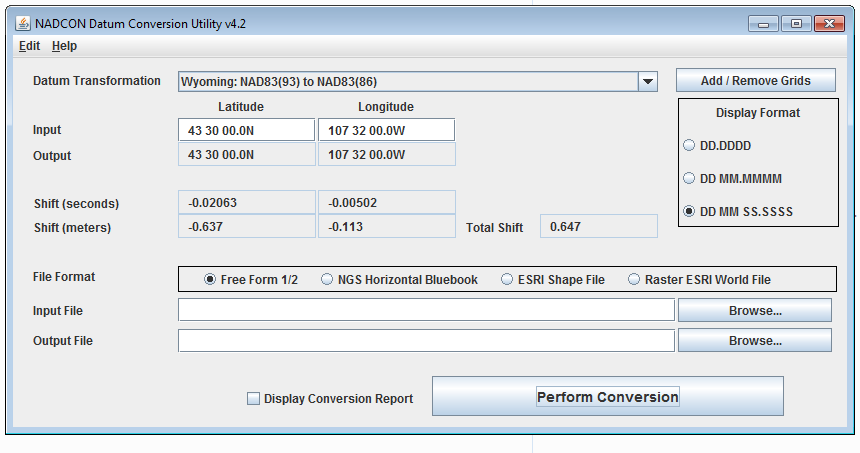 NADCON Datum Conversion Utility v4.2
Edit Help
Datum Transformation Wyoming: NAD83(93) to NAD83(86) Add / Remove Grids
Latitude Longitude Display Format
Input 43 30 00.0N 107 32 00.0W
DD.DDDD
Output 43 30 00.0N 107 32 00.0W
DD MM.MMMM
Shift (seconds) -0.02063 -0.00502
DD MM SS.SSSS
Shift (meters) -0.637 -0.113 Total Shift 0.647
File Format Free Form 1/2 NGS Horizontal Bluebook ESRI Shape File Raster ESRI World File
Input File Browse...
Output File Browse...
Display Conversion Report Perform Conversion